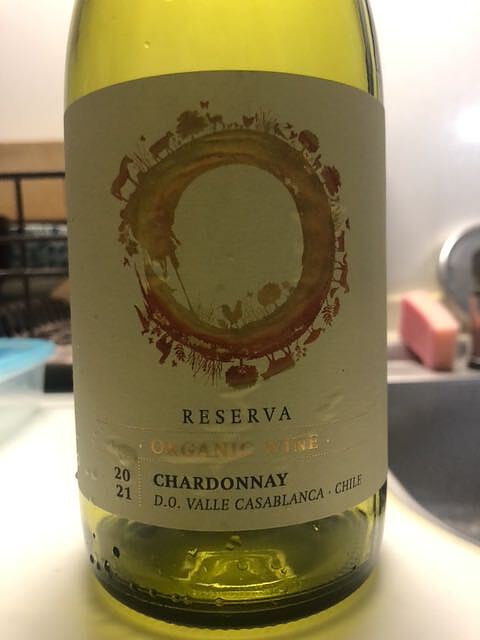 RESERVA
· ORGANIC WINE ·
20
21
CHARDONNAY
D.O. VALLE CASABLANCA · CHILE